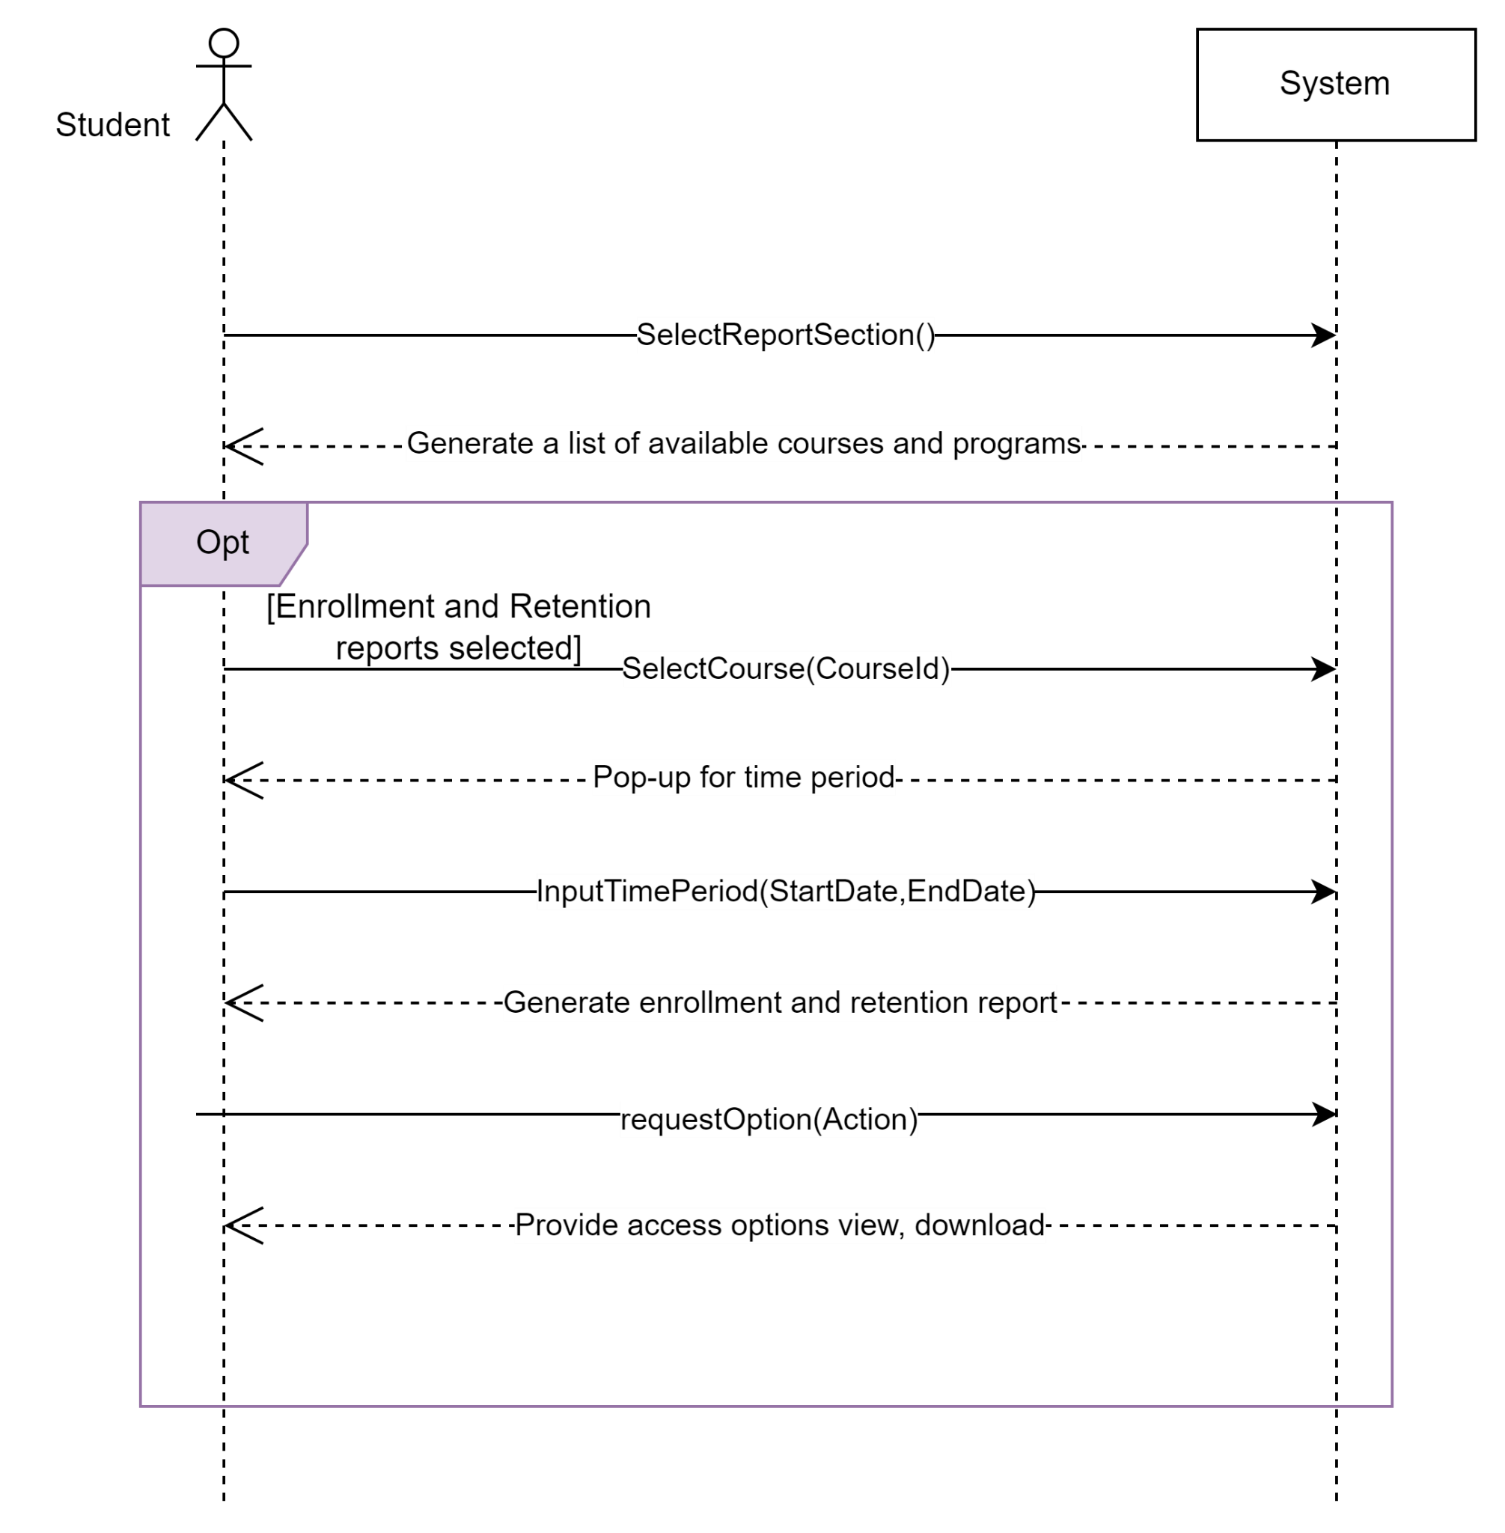 Student
System
SelectReportSection()
Generate a list of available courses and programs
Opt
[Enrollment and Retention
reports selected]
SelectCourse(CourseId)
Pop-up for time period
InputTimePeriod(StartDate,EndDate)
Generate enrollment and retention report
requestOption(Action)
Provide access options view, download